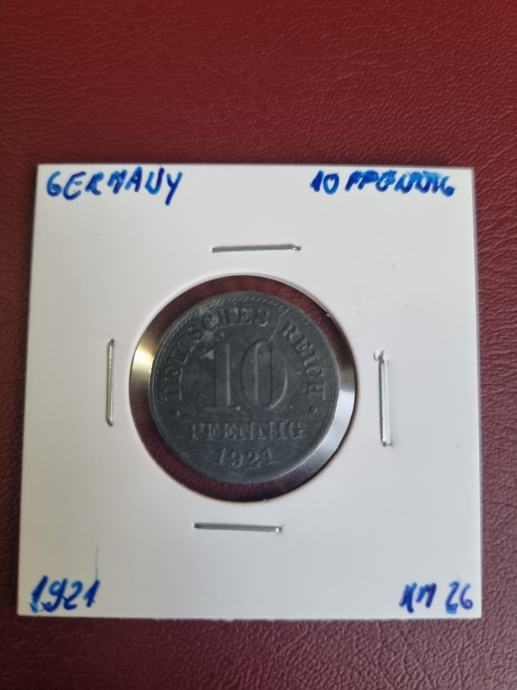 GERMANY 10 PFENNIG
DEUTSCHES REICH
10
PFENNIG
1921
1921 KM 26